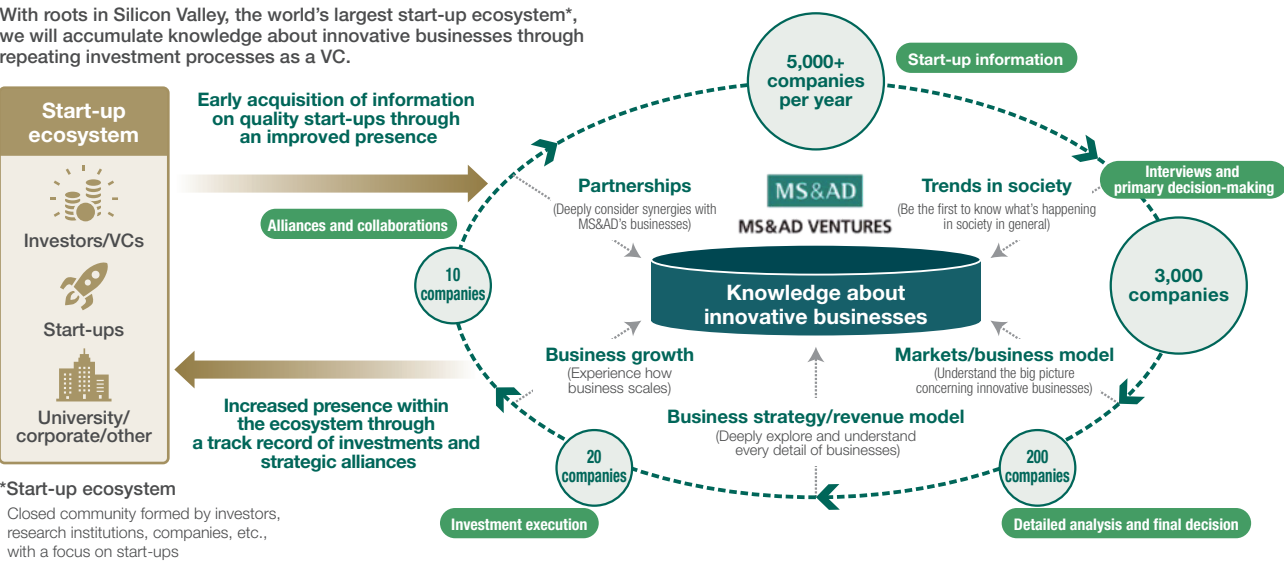 With roots in Silicon Valley, the world’s largest start-up ecosystem*,
we will accumulate knowledge about innovative businesses through
repeating investment processes as a VC.
Start-up
ecosystem
Investors/VCs
Start-ups
University/
corporate/other
Early acquisition of information
on quality start-ups through
an improved presence
Alliances and collaborations
10
companies
5,000+
companies
per year
Start-up information
Interviews and
primary decision-making
3,000
companies
Partnerships
(Deeply consider synergies with
MS&AD’s businesses)
MS&AD
MS&AD VENTURES
Trends in society
(Be the first to know what’s happening
in society in general)
Knowledge about
innovative businesses
Business growth
(Experience how
business scales)
Markets/business model
(Understand the big picture
concerning innovative businesses)
Business strategy/revenue model
(Deeply explore and understand
every detail of businesses)
Increased presence within
the ecosystem through
a track record of investments and
strategic alliances
20
companies
Investment execution
200
companies
Detailed analysis and final decision
*Start-up ecosystem
Closed community formed by investors,
research institutions, companies, etc.,
with a focus on start-ups